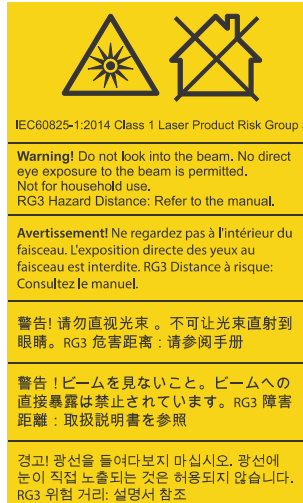 IEC60825-1:2014 Class 1 Laser Product Risk Group
Warning! Do not look into the beam. No direct
eye exposure to the beam is permitted.
Not for household use.
RG3 Hazard Distance: Refer to the manual.
Avertissement! Ne regardez pas à l'intérieur du
faisceau. L'exposition directe des yeux au
faisceau est interdite. RG3 Distance à risque:
Consultez le manuel.
警告! 请勿直视光束 。不可让光束直射到
眼睛。RG3 危害距离 : 请参阅手册
警告 ! ビームを見ないこと。ビームへの
直接暴露は禁止されています。RG3 障害
距離 : 取扱説明書を参照
경고! 광선을 들여다보지 마십시오. 광선에
눈이 직접 노출되는 것은 허용되지 않습니다.
RG3 위험 거리: 설명서 참조